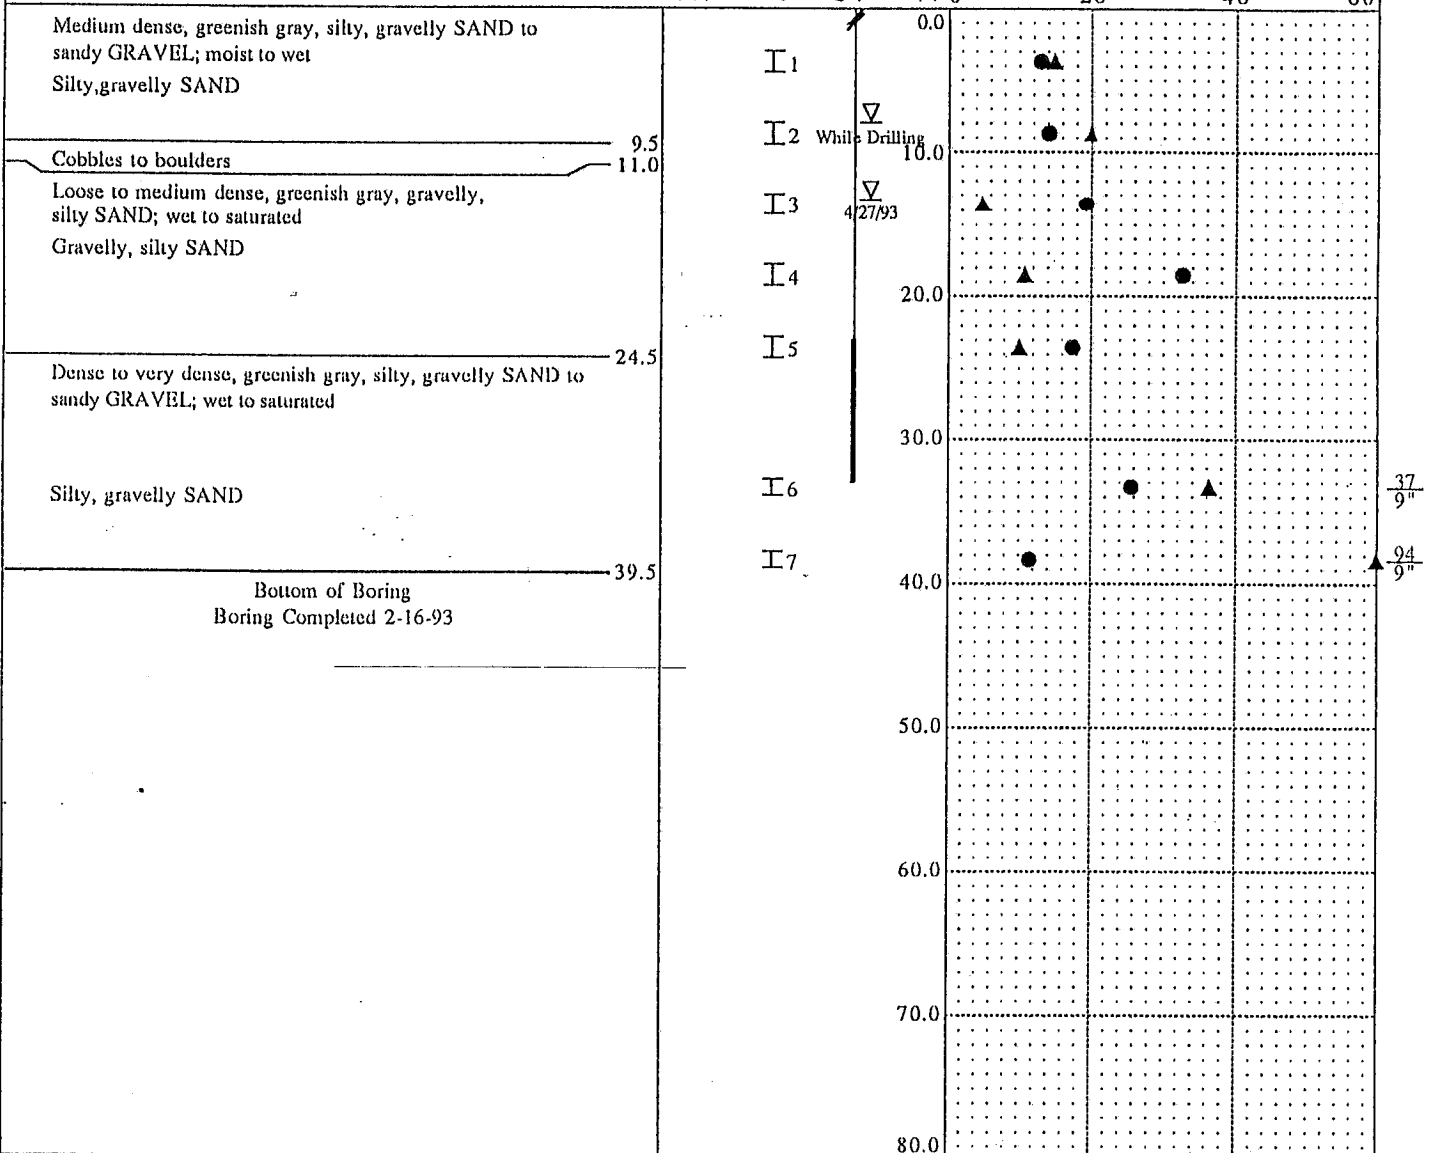 0 20 40 60
Medium dense, greenish gray, silty, gravelly SAND to
sandy GRAVEL; moist to wet
Silty,gravelly SAND
9.5
Cobbles to boulders
11.0
Loose to medium dense, greenish gray, gravelly,
silty SAND; wet to saturated
Gravelly, silty SAND
24.5
Dense to very dense, greenish gray, silty, gravelly SAND to
sandy GRAVEL; wet to saturated
Silty, gravelly SAND
39.5
Bottom of Boring
Boring Completed 2-16-93
1
2
3
4
5
6
7
While Drilling
4/27/93
0.0
10.0
20.0
30.0
40.0
50.0
60.0
70.0
80.0
37
9"
94
9"